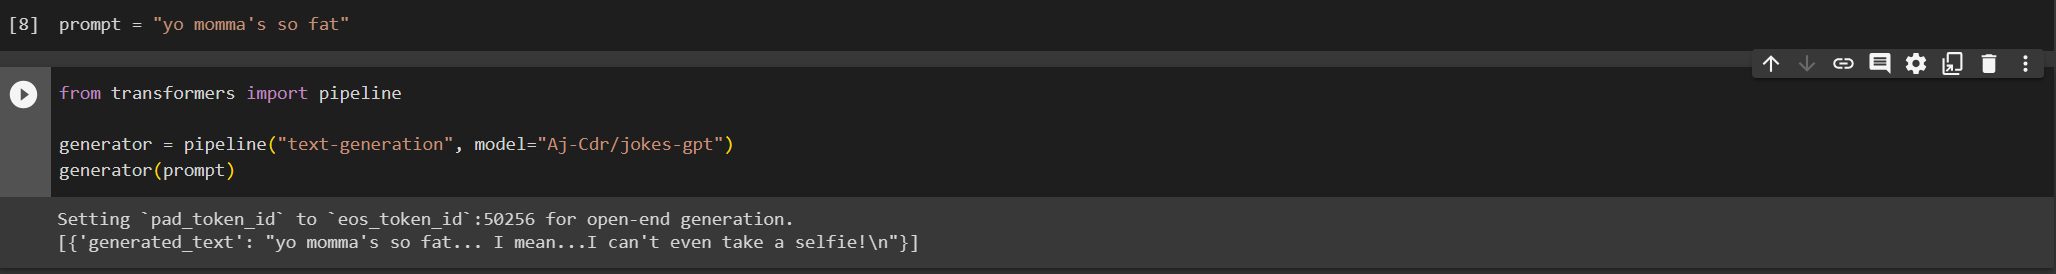 [8] prompt = "yo momma's so fat"
from transformers import pipeline
generator = pipeline("text-generation", model="Aj-Cdr/jokes-gpt")
generator(prompt)
Setting `pad_token_id` to `eos_token_id`:50256 for open-end generation.
[{'generated_text': "yo momma's so fat... I mean...I can't even take a selfie!\n"}]